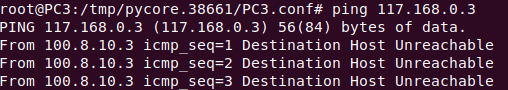 root@PC3:/tmp/pycore.38661/PC3.conf# ping 117.168.0.3
PING 117.168.0.3 (117.168.0.3) 56(84) bytes of data.
From 100.8.10.3 icmp_seq=1 Destination Host Unreachable
From 100.8.10.3 icmp_seq=2 Destination Host Unreachable
From 100.8.10.3 icmp_seq=3 Destination Host Unreachable